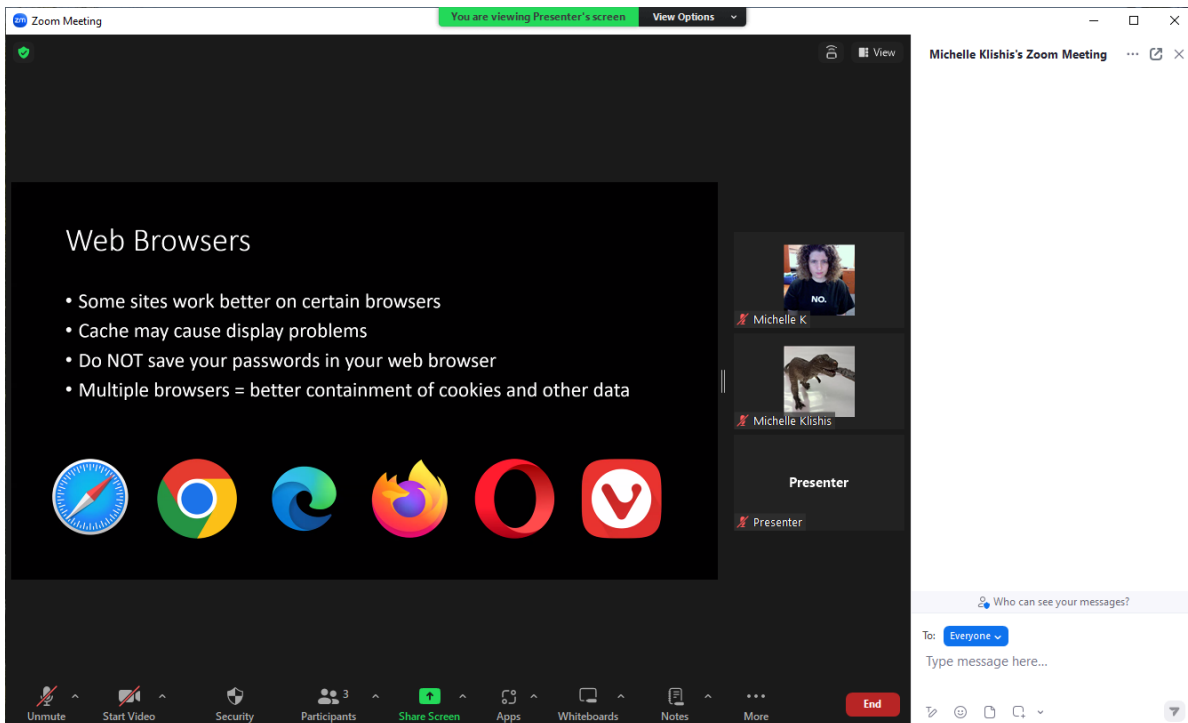 Zoom Meeting
You are viewing Presenter's screen
View Options
View
Michelle Klishis's Zoom Meeting
Web Browsers
• Some sites work better on certain browsers
• Cache may cause display problems
• Do NOT save your passwords in your web browser
• Multiple browsers = better containment of cookies and other data
NO.
Michelle K
Michelle Klishis
Presenter
Presenter
Who can see your messages?
To: Everyone
Type message here...
Unmute
Start Video
Security
3
Participants
Share Screen
Apps
Whiteboards
Notes
More
End